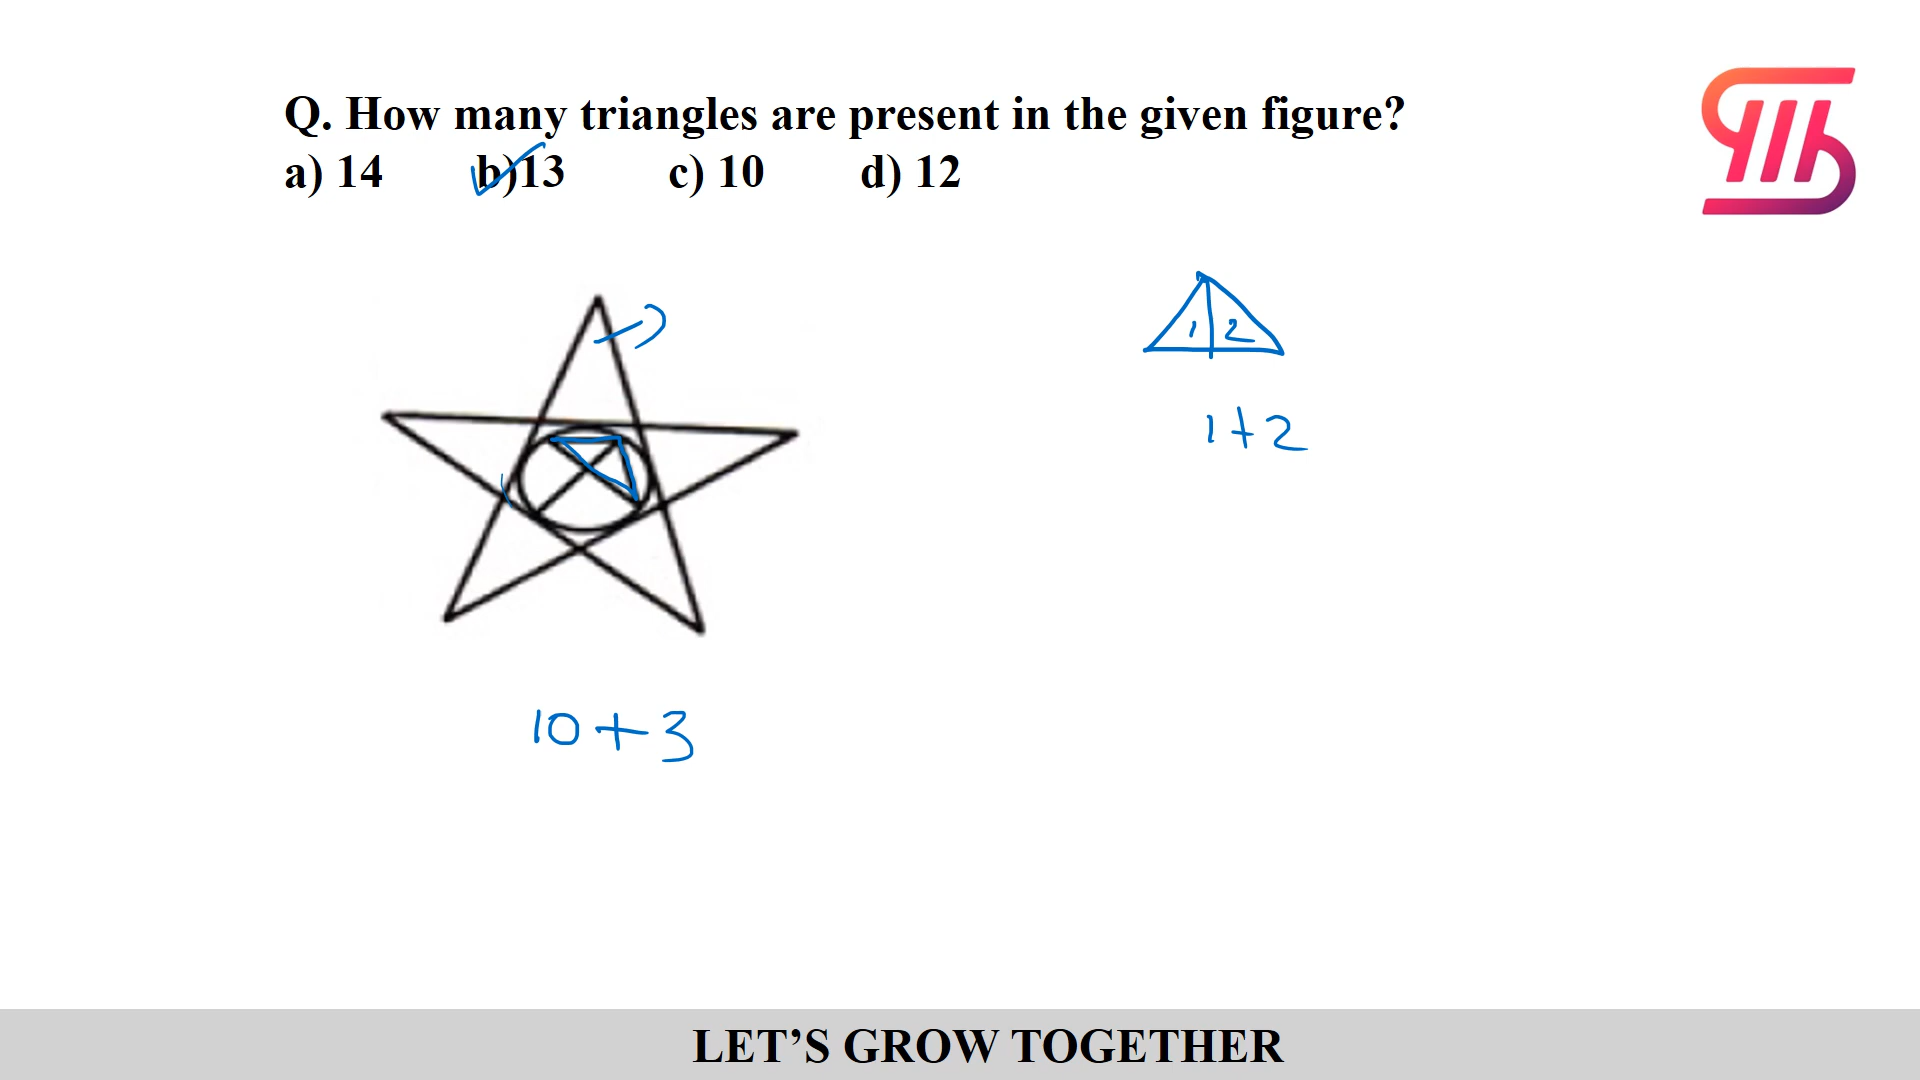 Q. How many triangles are present in the given figure?
a) 14 b)13 c) 10 d) 12
1 2
1+2
10+3
LET’S GROW TOGETHER